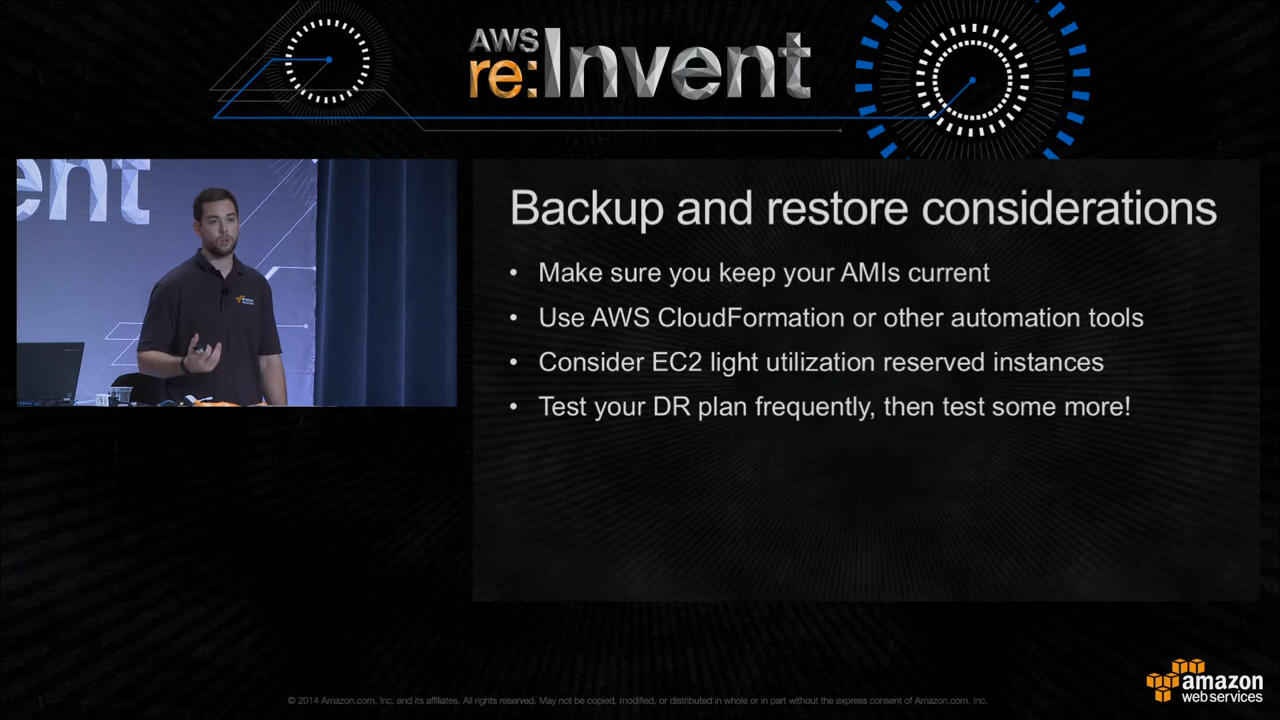 AWS
re:Invent
ent
amazon
Backup and restore considerations
• Make sure you keep your AMIs current
• Use AWS CloudFormation or other automation tools
• Consider EC2 light utilization reserved instances
• Test your DR plan frequently, then test some more!
amazon
web services
© 2014 Amazon.com, Inc. and its affiliates. All rights reserved. May not be copied, modified, or distributed in whole or in part without the express consent of Amazon.com, Inc.